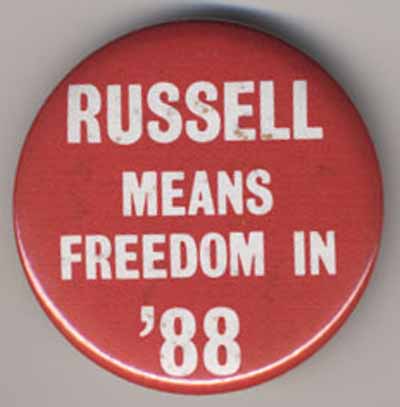 RUSSELL
MEANS
FREEDOM IN
'88